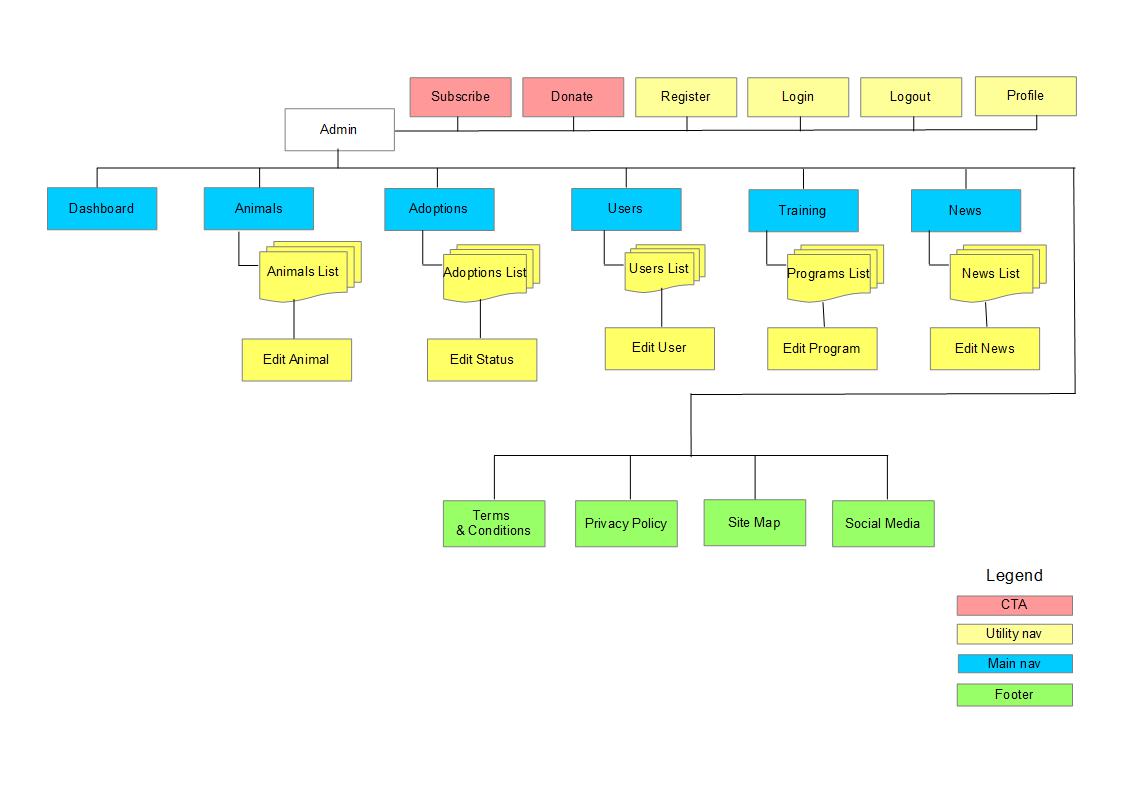 Subscribe
Donate
Register
Login
Logout
Profile
Admin
Dashboard
Animals
Adoptions
Users
Training
News
Animals List
Adoptions List
Users List
Programs List
News List
Edit Animal
Edit Status
Edit User
Edit Program
Edit News
Terms
& Conditions
Privacy Policy
Site Map
Social Media
Legend
CTA
Utility nav
Main nav
Footer